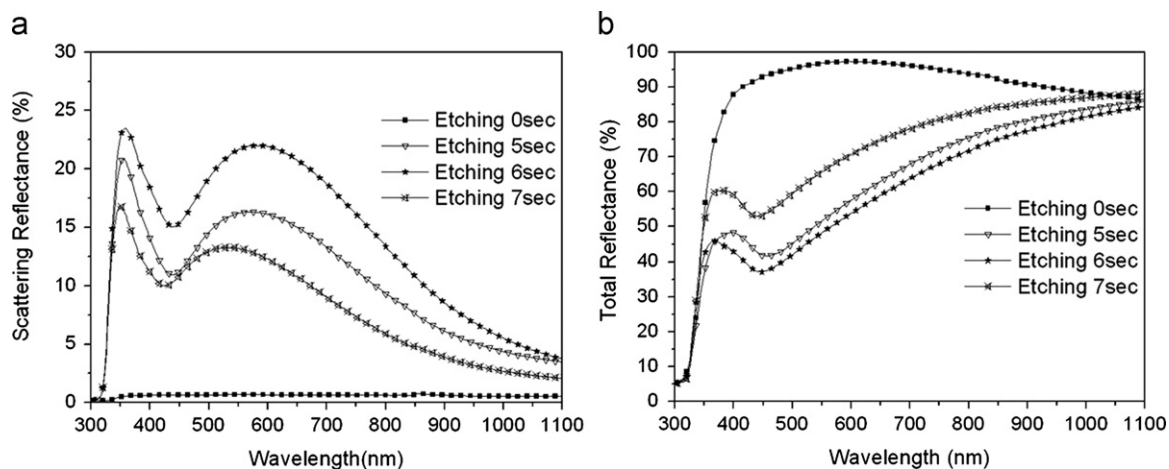 a
30
25
20
15
10
5
0
Scattering Reflectance (%)
Etching 0sec
Etching 5sec
Etching 6sec
Etching 7sec
300 400 500 600 700 800 900 1000 1100
Wavelength(nm)
b
100
90
80
70
60
50
40
30
20
10
0
Total Reflectance (%)
Etching 0sec
Etching 5sec
Etching 6sec
Etching 7sec
300 400 500 600 700 800 900 1000 1100
Wavelength (nm)